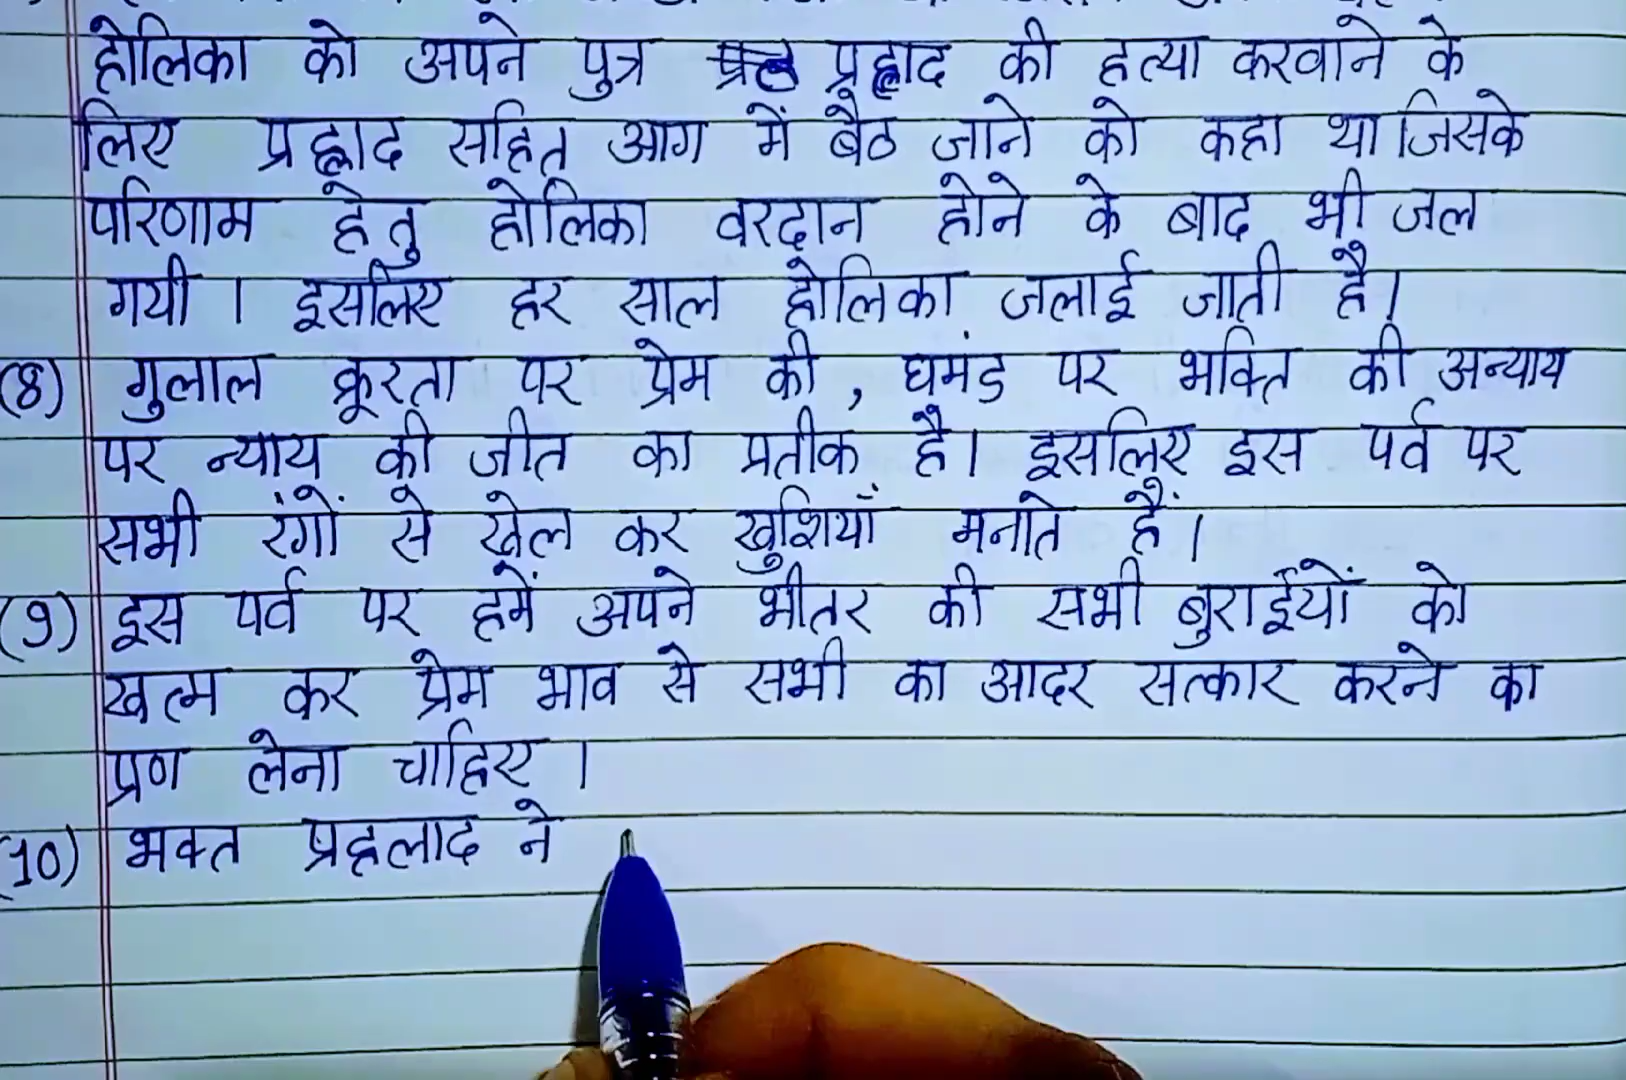 होलिका को अपने पुत्र प्रह्लाद की हत्या करवाने के
लिए प्रह्लाद सहित आग में बैठ जाने को कहा था जिसके
परिणाम हेतु होलिका वरदान होने के बाद भी जल
गयी । इसलिए हर साल होलिका जलाई जाती है।
(8) गुलाल क्रूरता पर प्रेम की , घमंड पर भक्ति की अन्याय
पर न्याय की जीत का प्रतीक है। इसलिए इस पर्व पर
सभी रंगों से खेल कर खुशियाँ मनाते हैं।
(9) इस पर्व पर हमें अपने भीतर की सभी बुराईयों को
खत्म कर प्रेम भाव से सभी का आदर सत्कार करने का
प्रण लेना चाहिए ।
(10) भक्त प्रहलाद ने